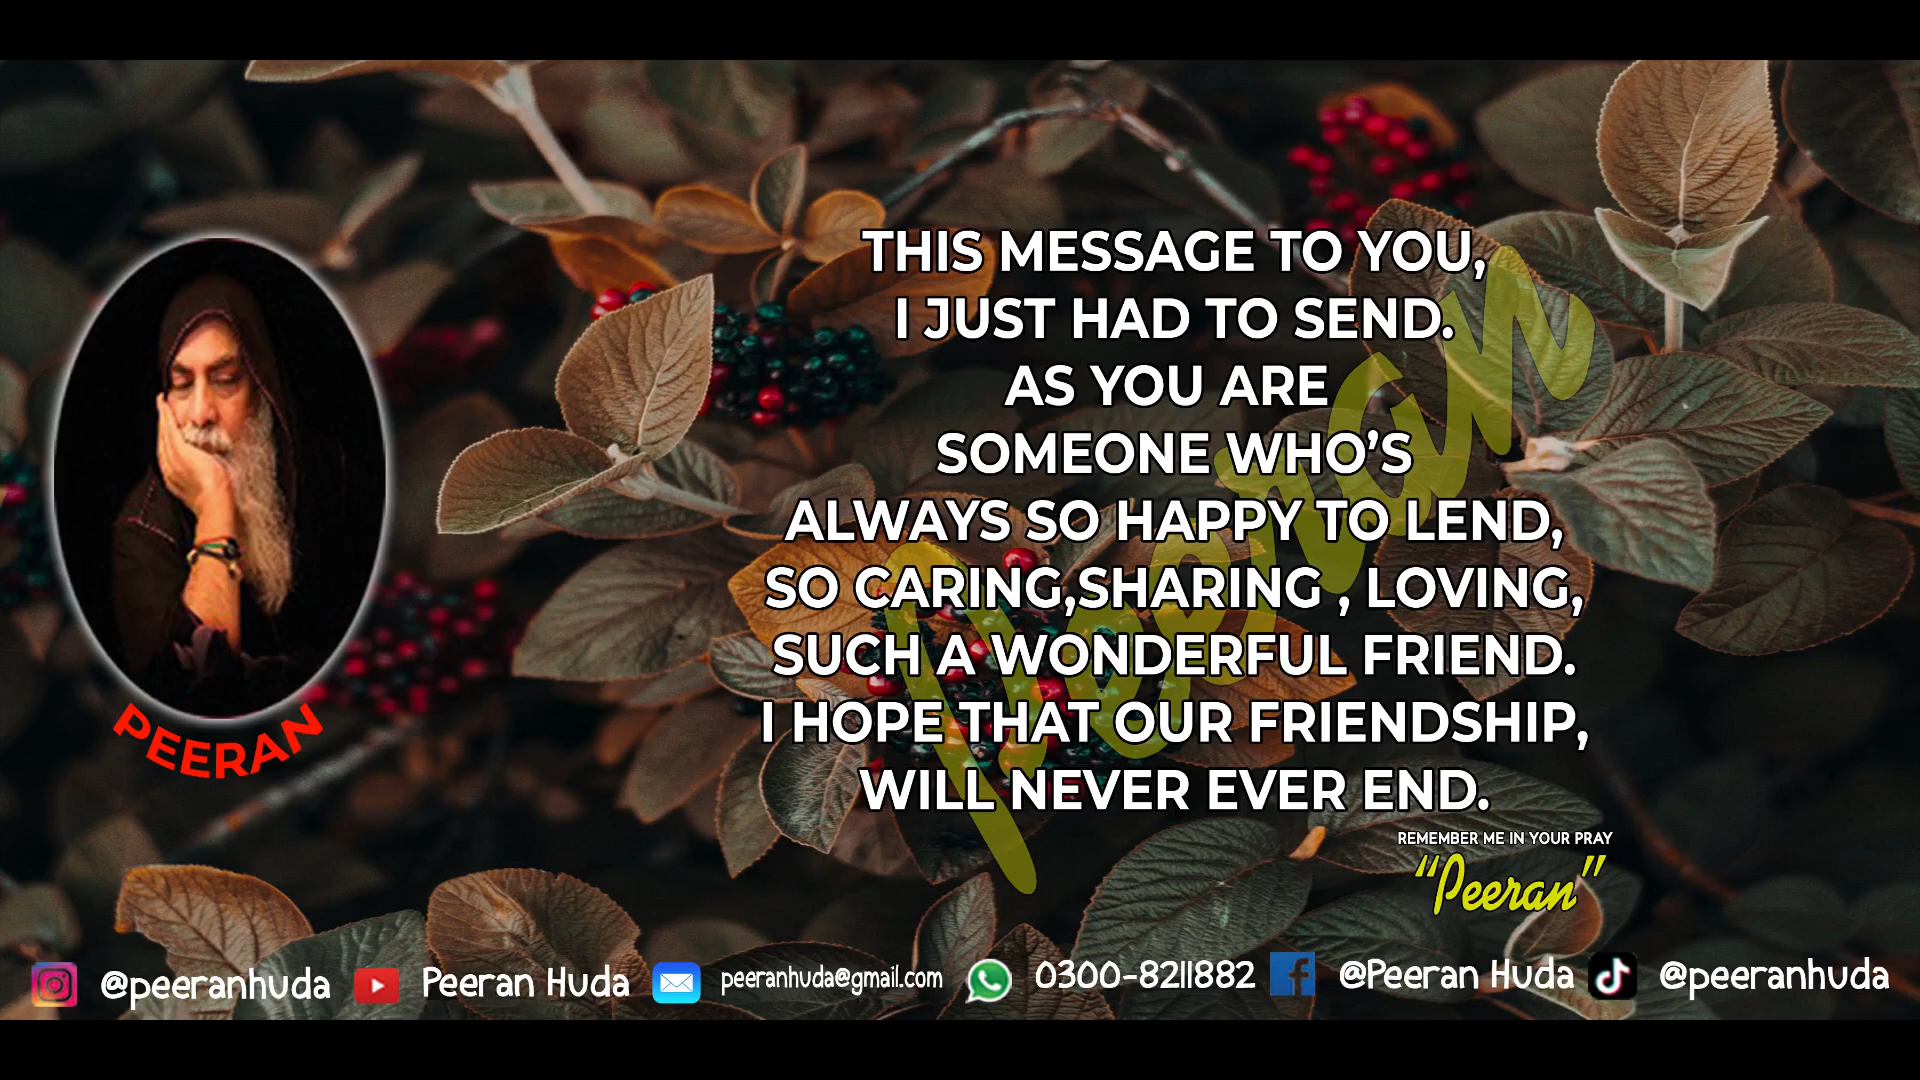 THIS MESSAGE TO YOU,
I JUST HAD TO SEND.
AS YOU ARE
SOMEONE WHO'S
ALWAYS SO HAPPY TO LEND,
SO CARING,SHARING , LOVING,
SUCH A WONDERFUL FRIEND.
I HOPE THAT OUR FRIENDSHIP,
WILL NEVER EVER END.
Peeran
PEERAN
REMEMBER ME IN YOUR PRAY
“Peeran”
@peeranhuda Peeran Huda peeranhuda@gmail.com 0300-8211882 @Peeran Huda @peeranhuda